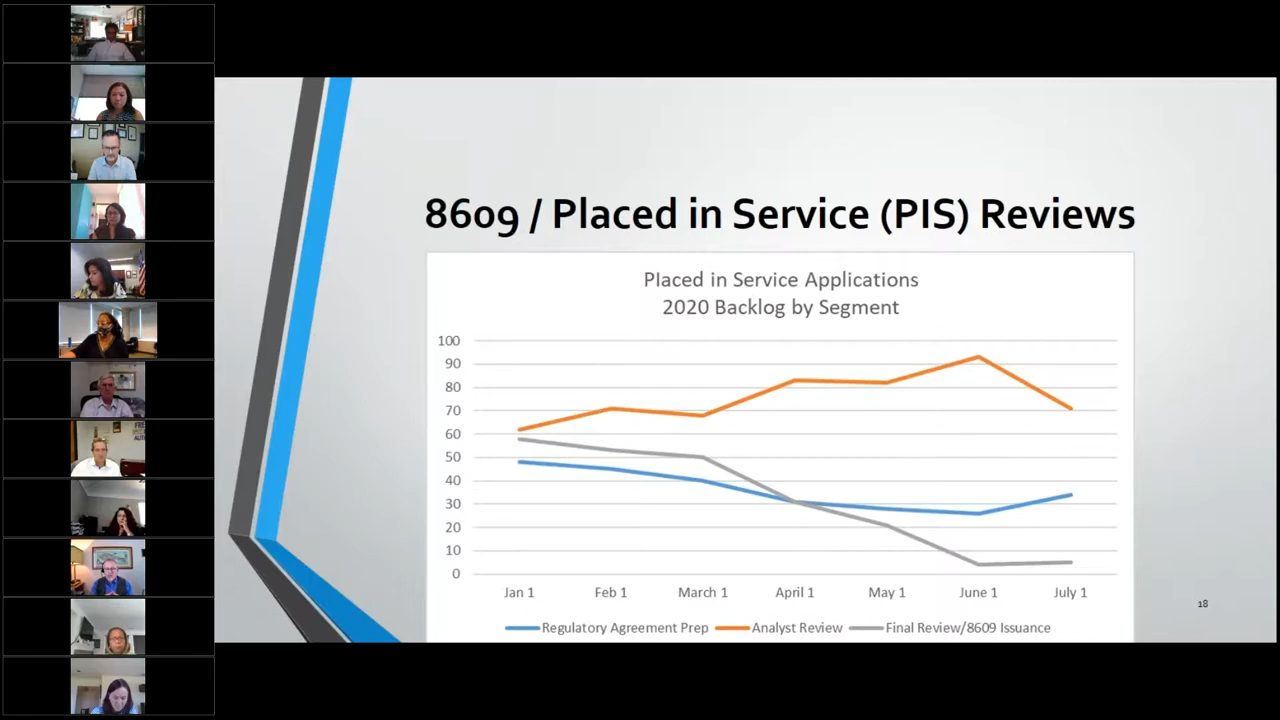 8609 / Placed in Service (PIS) Reviews
Placed in Service Applications
2020 Backlog by Segment
100
90
80
70
60
50
40
30
20
10
0
Jan 1 Feb 1 March 1 April 1 May 1 June 1 July 1
Regulatory Agreement Prep Analyst Review Final Review/8609 Issuance
18